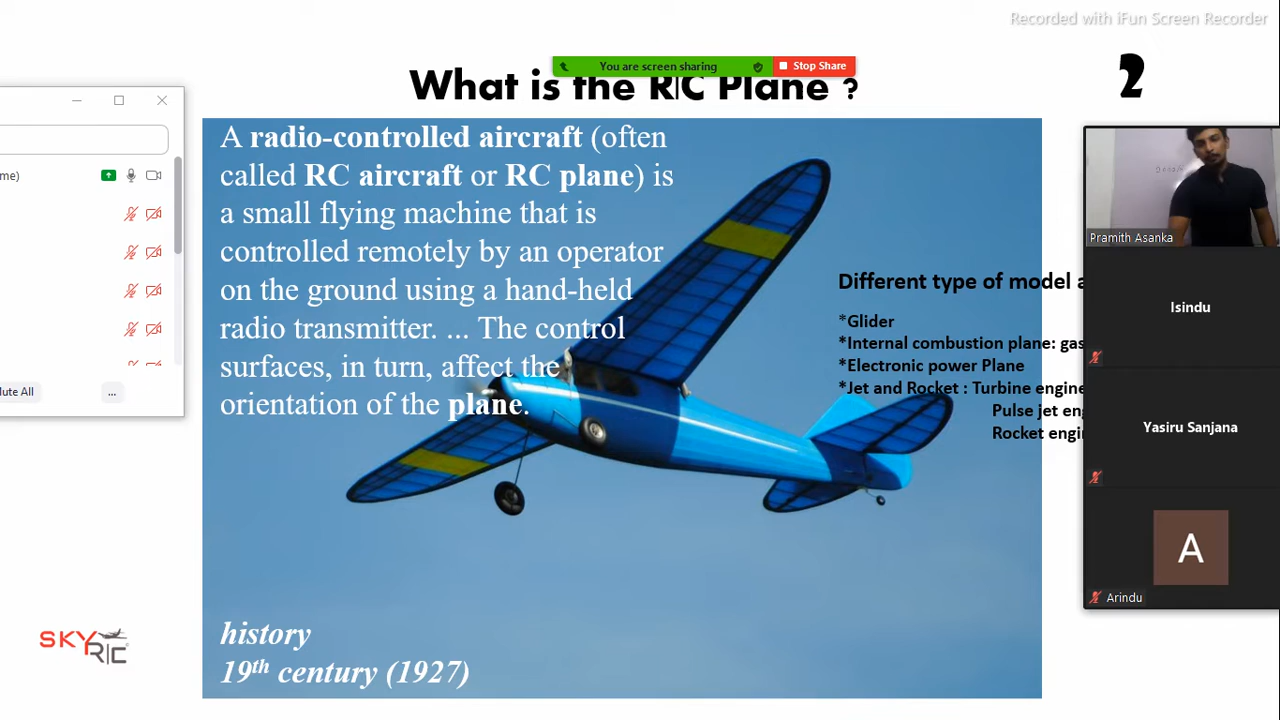 Recorded with iFun Screen Recorder
You are screen sharing
Stop Share
What is the R|C Plane ?
2
A radio-controlled aircraft (often
called RC aircraft or RC plane) is
a small flying machine that is
controlled remotely by an operator
on the ground using a hand-held
radio transmitter. ... The control
surfaces, in turn, affect the
orientation of the plane.
history
19th century (1927)
Different type of model a
*Glider
*Internal combustion plane: gas
*Electronic power Plane
*Jet and Rocket : Turbine engine
Pulse jet en
Rocket engin
me)
lute All
...
Pramith Asanka
Isindu
Yasiru Sanjana
A
Arindu
SKY
R|C